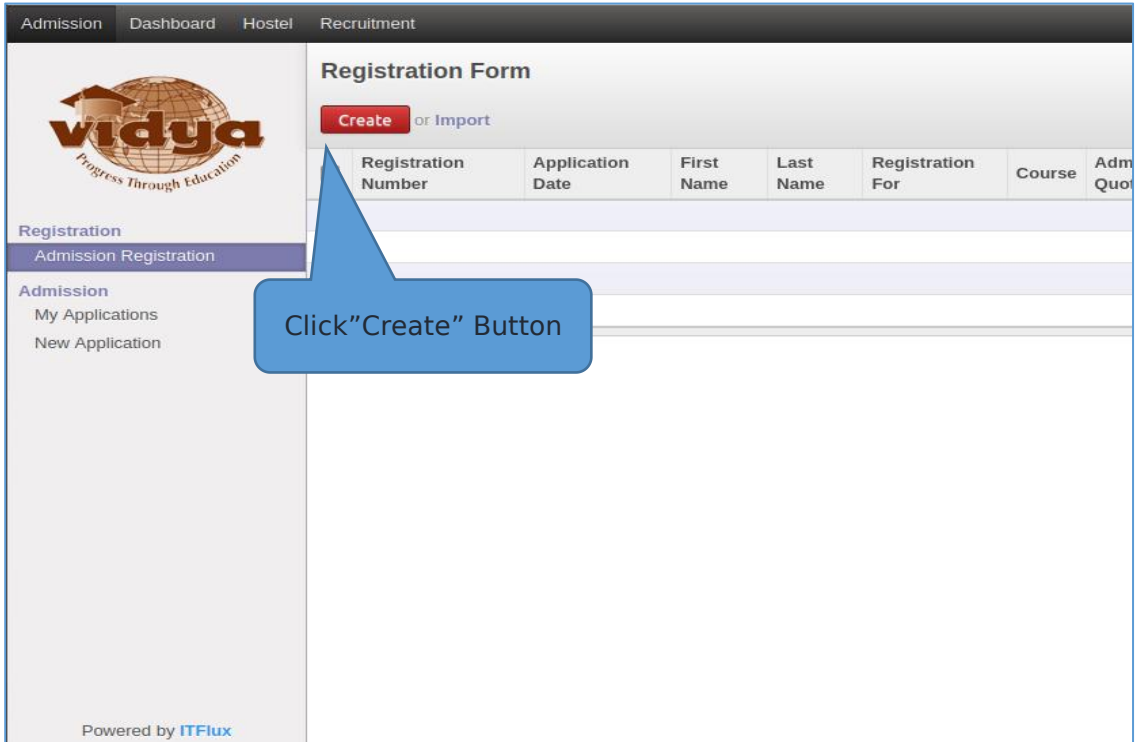 Admission Dashboard Hostel Recruitment
vidya
Progress Through Education
Registration
Admission Registration
Admission
My Applications
New Application
Powered by ITFlux
Registration Form
Create or Import
Registration Number Application Date First Name Last Name Registration For Course
Click”Create” Button